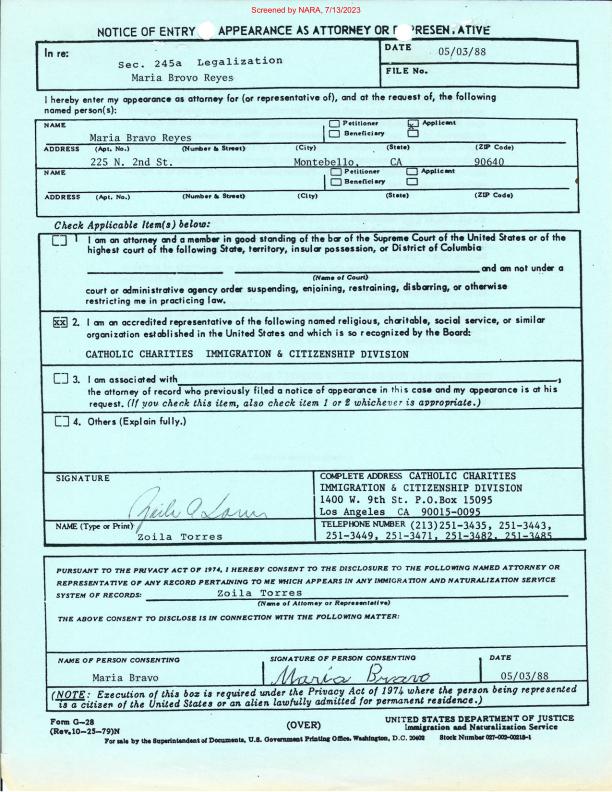 Screened by NARA, 7/13/2023
NOTICE OF ENTRY APPEARANCE AS ATTORNEY OR REPRESENTATIVE
In re:
Sec. 245a Legalization
Maria Brovo Reyes
DATE 05/03/88
FILE No.
I hereby enter my appearance as attorney for (or representative of), and at the request of, the following
named person(s):
NAME
Petitioner Applicant
Beneficiary
Maria Bravo Reyes
ADDRESS (Apt. No.) (Number & Street) (City) (State) (ZIP Code)
225 N. 2nd St. Montebello, CA 90640
NAME
Petitioner Applicant
Beneficiary
ADDRESS (Apt. No.) (Number & Street) (City) (State) (ZIP Code)
Check Applicable Item(s) below:
1 I am an attorney and a member in good standing of the bar of the Supreme Court of the United States or of the
highest court of the following State, territory, insular possession, or District of Columbia
and am not under a
(Name of Court)
court or administrative agency order suspending, enjoining, restraining, disbarring, or otherwise
restricting me in practicing law.
xx 2. I am an accredited representative of the following named religious, charitable, social service, or similar
organization established in the United States and which is so recognized by the Board:
CATHOLIC CHARITIES IMMIGRATION & CITIZENSHIP DIVISION
3. I am associated with ,
the attorney of record who previously filed a notice of appearance in this case and my appearance is at his
request. (If you check this item, also check item 1 or 2 whichever is appropriate.)
4. Others (Explain fully.)
SIGNATURE
COMPLETE ADDRESS CATHOLIC CHARITIES
IMMIGRATION & CITIZENSHIP DIVISION
1400 W. 9th St. P.O.Box 15095
Los Angeles CA 90015-0095
NAME (Type or Print)
Zoila Torres
TELEPHONE NUMBER (213)251-3435, 251-3443,
251-3449, 251-3471, 251-3482, 251-3485
PURSUANT TO THE PRIVACY ACT OF 1974, I HEREBY CONSENT TO THE DISCLOSURE TO THE FOLLOWING NAMED ATTORNEY OR
REPRESENTATIVE OF ANY RECORD PERTAINING TO ME WHICH APPEARS IN ANY IMMIGRATION AND NATURALIZATION SERVICE
SYSTEM OF RECORDS: Zoila Torres
(Name of Attorney or Representative)
THE ABOVE CONSENT TO DISCLOSE IS IN CONNECTION WITH THE FOLLOWING MATTER:
NAME OF PERSON CONSENTING SIGNATURE OF PERSON CONSENTING DATE
Maria Bravo Maria Bravo 05/03/88
(NOTE: Execution of this box is required under the Privacy Act of 1974 where the person being represented
is a citizen of the United States or an alien lawfully admitted for permanent residence.)
Form G-28
(Rev.10-25-79)N
(OVER)
UNITED STATES DEPARTMENT OF JUSTICE
Immigration and Naturalization Service
For sale by the Superintendent of Documents, U.S. Government Printing Office, Washington, D.C. 20402 Stock Number 027-002-00218-1